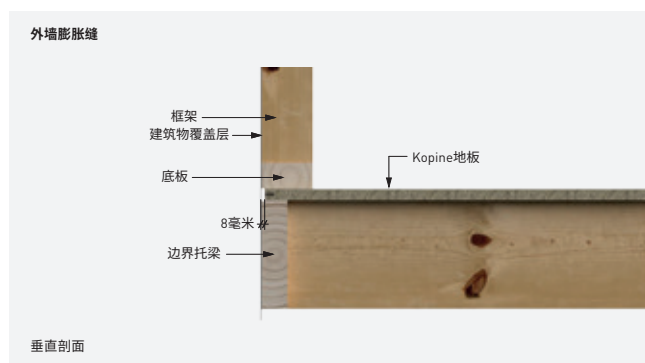 外墙膨胀缝
框架
建筑物覆盖层
Kopine地板
底板
8毫米
边界托梁
垂直剖面